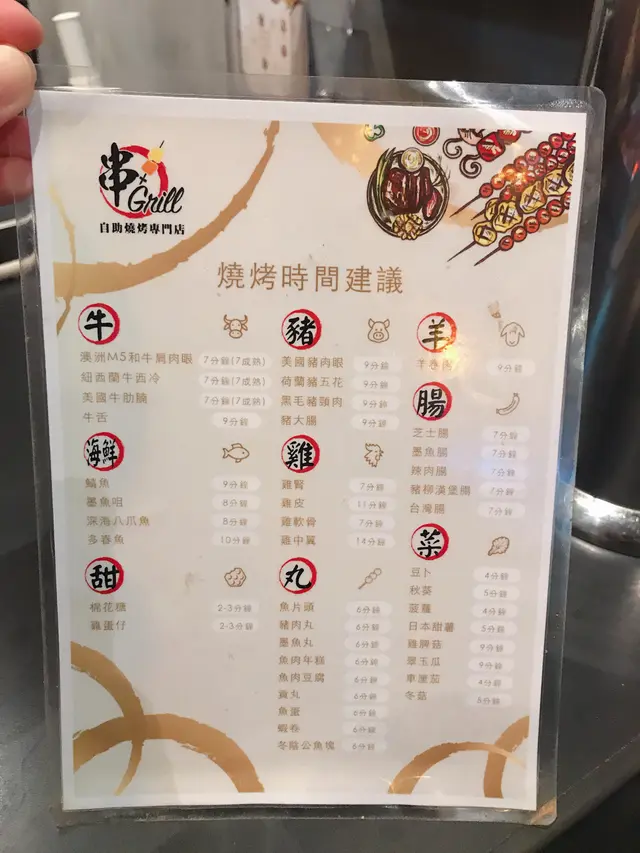 串
Grill
自助燒烤專門店
燒烤時間建議
牛
澳洲M5和牛肩肉眼 7分鐘(7成熟)
紐西蘭牛西冷 7分鐘(7成熟)
美國牛肋腩 7分鐘(7成熟)
牛舌 9分鐘
海鮮
鱔魚 9分鐘
墨魚咀 8分鐘
深海八爪魚 8分鐘
多春魚 10分鐘
甜
棉花糖 2-3分鐘
雞蛋仔 2-3分鐘
豬
美國豬肉眼 9分鐘
荷蘭豬五花 9分鐘
黑毛豬頸肉 9分鐘
豬大腸 9分鐘
雞
雞腎 7分鐘
雞皮 11分鐘
雞軟骨 7分鐘
雞中翼 14分鐘
丸
魚片頭 6分鐘
豬肉丸 6分鐘
墨魚丸 6分鐘
魚肉年糕 6分鐘
魚肉豆腐 6分鐘
貢丸 6分鐘
魚蛋 6分鐘
蝦卷 6分鐘
冬陰公魚塊 6分鐘
羊
羊卷肉 9分鐘
腸
芝士腸 7分鐘
墨魚腸 7分鐘
辣肉腸 7分鐘
豬柳漢堡腸 7分鐘
台灣腸 7分鐘
菜
豆卜 4分鐘
秋葵 5分鐘
菠蘿 4分鐘
日本甜薯 5分鐘
雞脾菇 9分鐘
翠玉瓜 9分鐘
車厘茄 4分鐘
冬菇 8分鐘